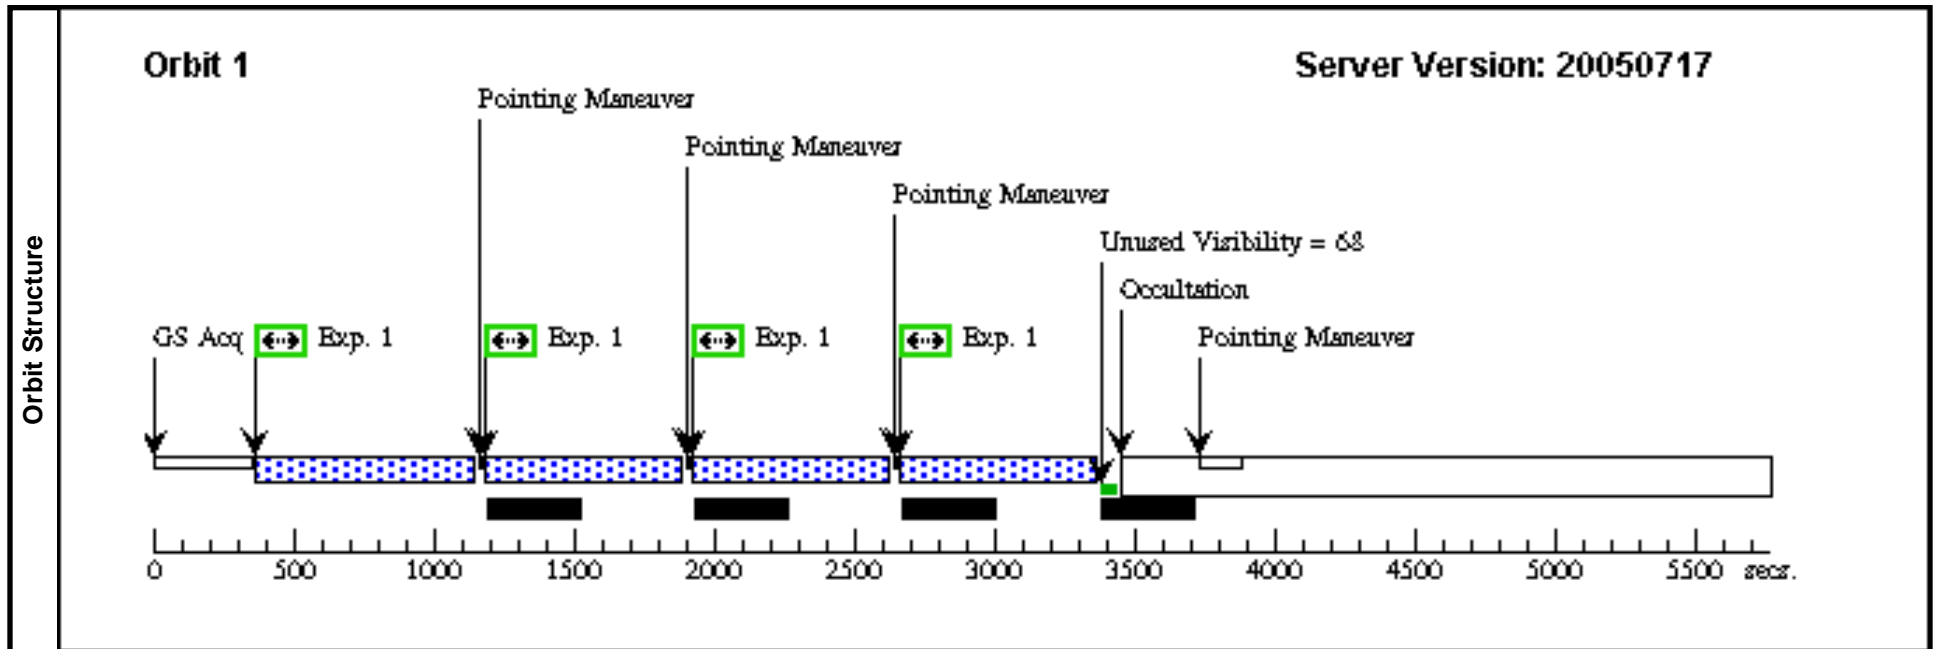 Orbit Structure
Orbit 1
Server Version: 20050717
Pointing Maneuver
Pointing Maneuver
Pointing Maneuver
Unused Visibility = 68
Occultation
GS Acq Exp. 1 Exp. 1 Exp. 1 Exp. 1 Pointing Maneuver
0 500 1000 1500 2000 2500 3000 3500 4000 4500 5000 5500 secs.